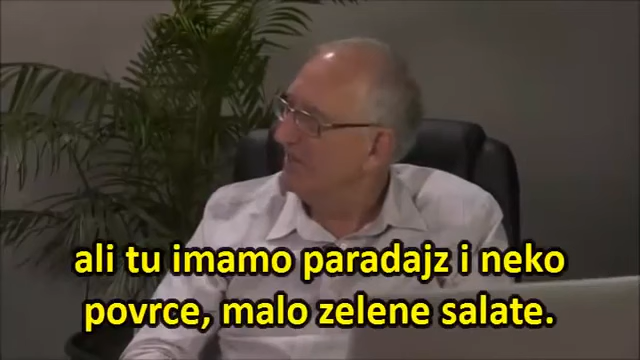 ali tu imamo paradajz i neko
povrce, malo zelene salate.